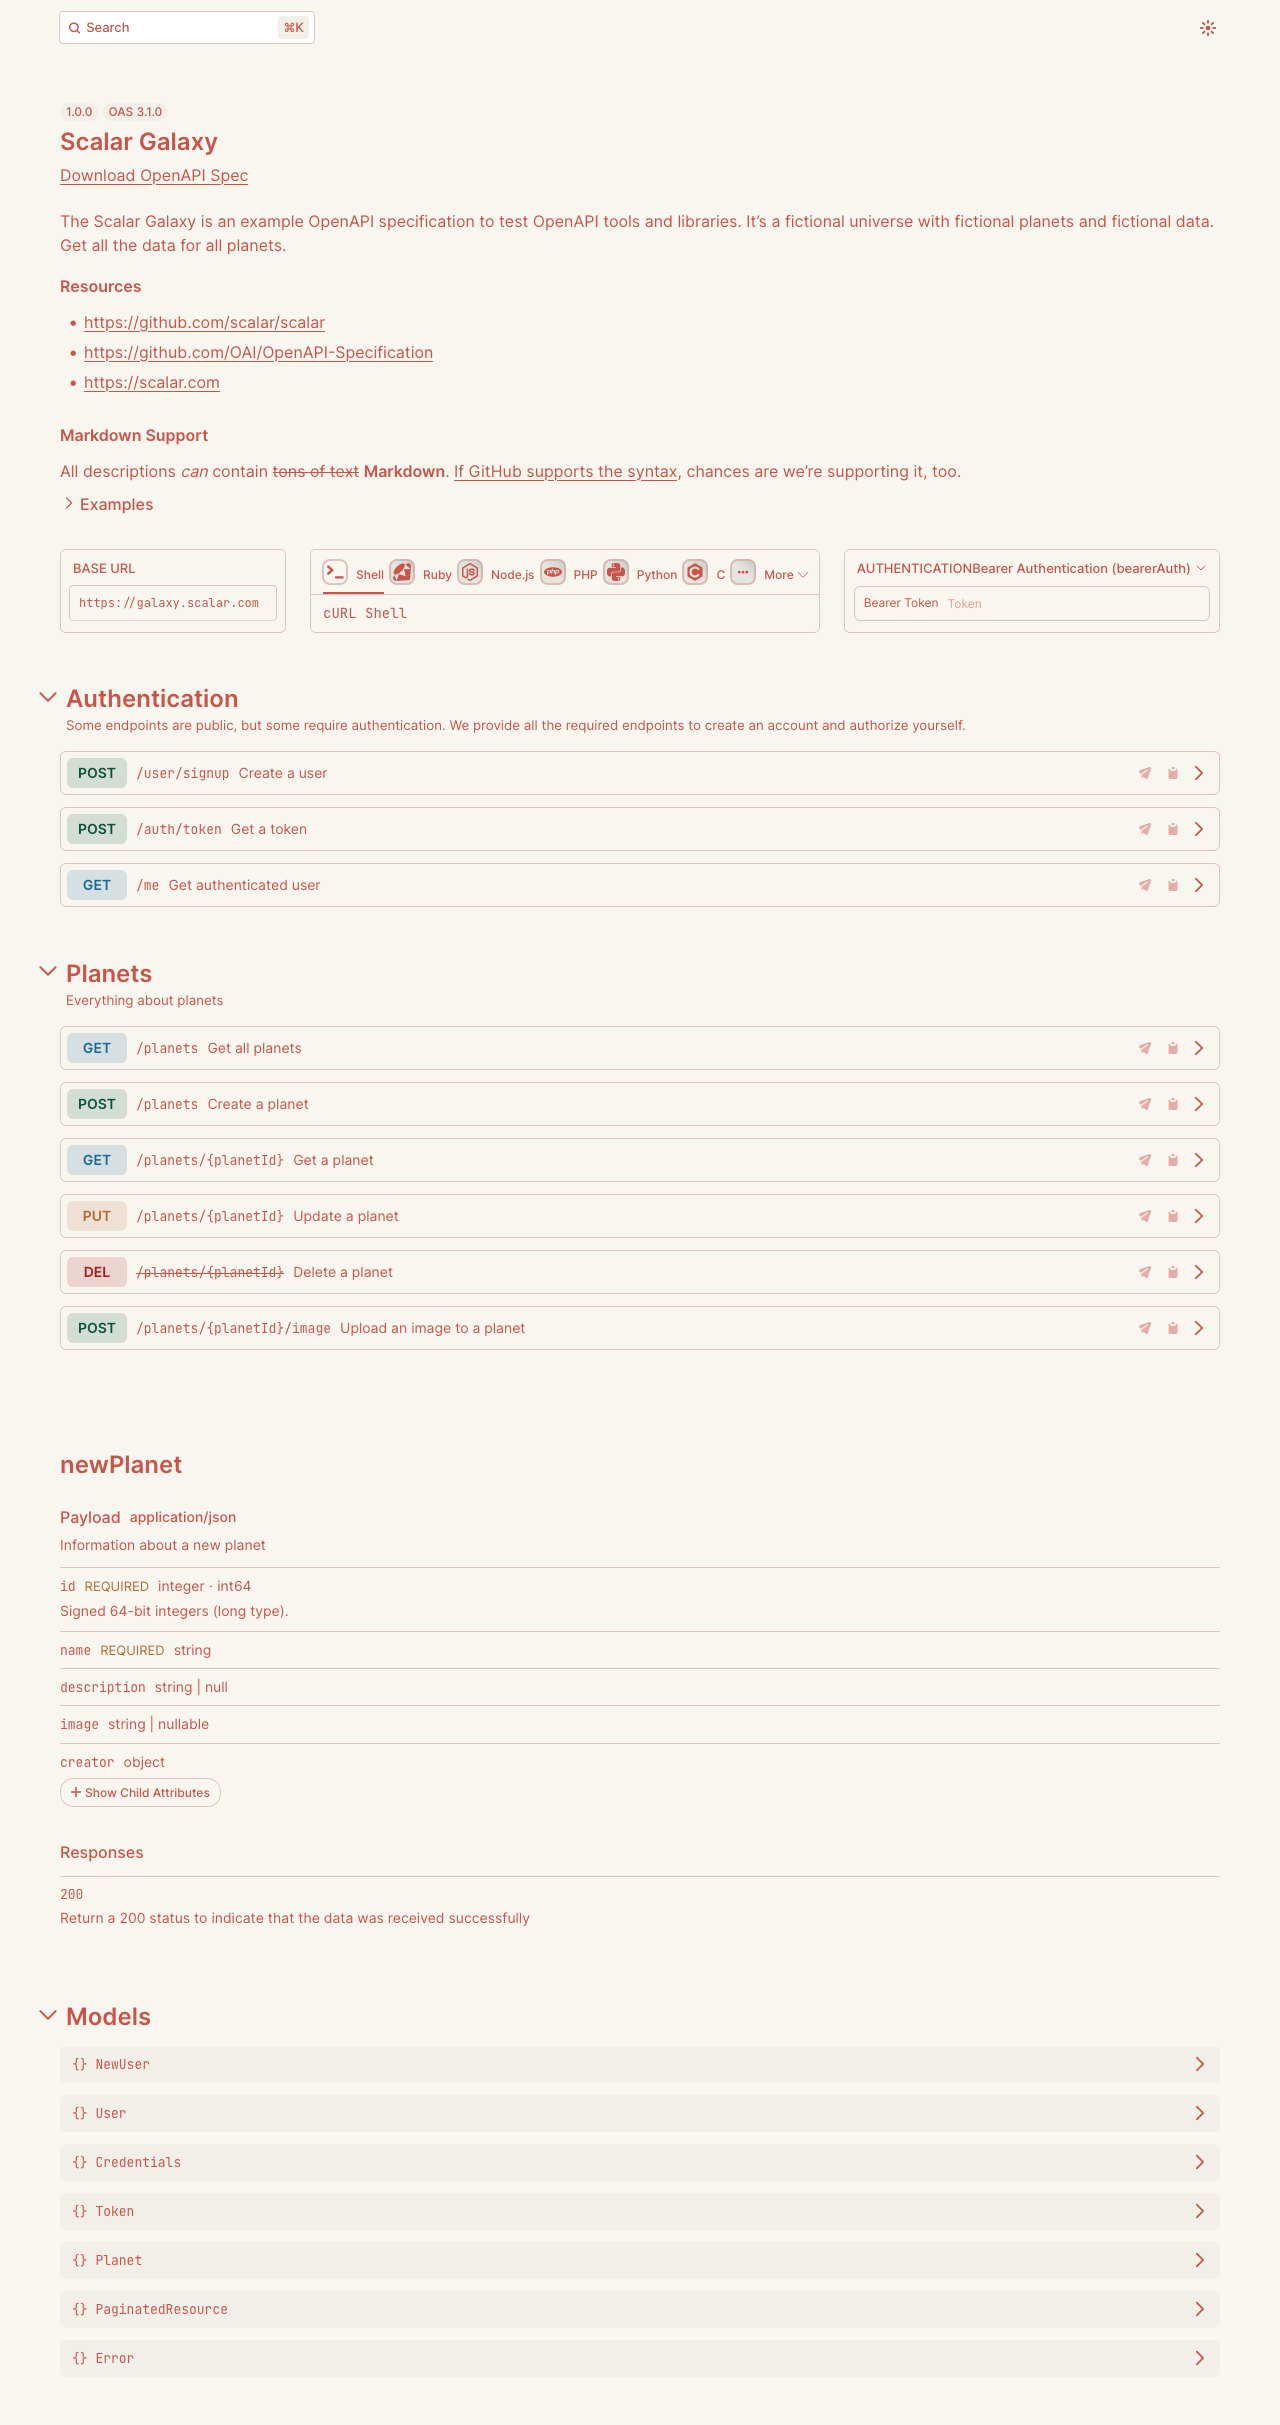 Search ⌘K
1.0.0 OAS 3.1.0
Scalar Galaxy
Download OpenAPI Spec
The Scalar Galaxy is an example OpenAPI specification to test OpenAPI tools and libraries. It’s a fictional universe with fictional planets and fictional data.
Get all the data for all planets.
Resources
• https://github.com/scalar/scalar
• https://github.com/OAI/OpenAPI-Specification
• https://scalar.com
Markdown Support
All descriptions can contain tons of text Markdown. If GitHub supports the syntax, chances are we’re supporting it, too.
Examples
BASE URL
https://galaxy.scalar.com
Shell Ruby Node.js PHP Python C More
cURL Shell
AUTHENTICATIONBearer Authentication (bearerAuth)
Bearer Token Token
Authentication
Some endpoints are public, but some require authentication. We provide all the required endpoints to create an account and authorize yourself.
POST /user/signup Create a user
POST /auth/token Get a token
GET /me Get authenticated user
Planets
Everything about planets
GET /planets Get all planets
POST /planets Create a planet
GET /planets/{planetId} Get a planet
PUT /planets/{planetId} Update a planet
DEL /planets/{planetId} Delete a planet
POST /planets/{planetId}/image Upload an image to a planet
newPlanet
Payload application/json
Information about a new planet
id REQUIRED integer · int64
Signed 64-bit integers (long type).
name REQUIRED string
description string | null
image string | nullable
creator object
Show Child Attributes
Responses
200
Return a 200 status to indicate that the data was received successfully
Models
{} NewUser
{} User
{} Credentials
{} Token
{} Planet
{} PaginatedResource
{} Error